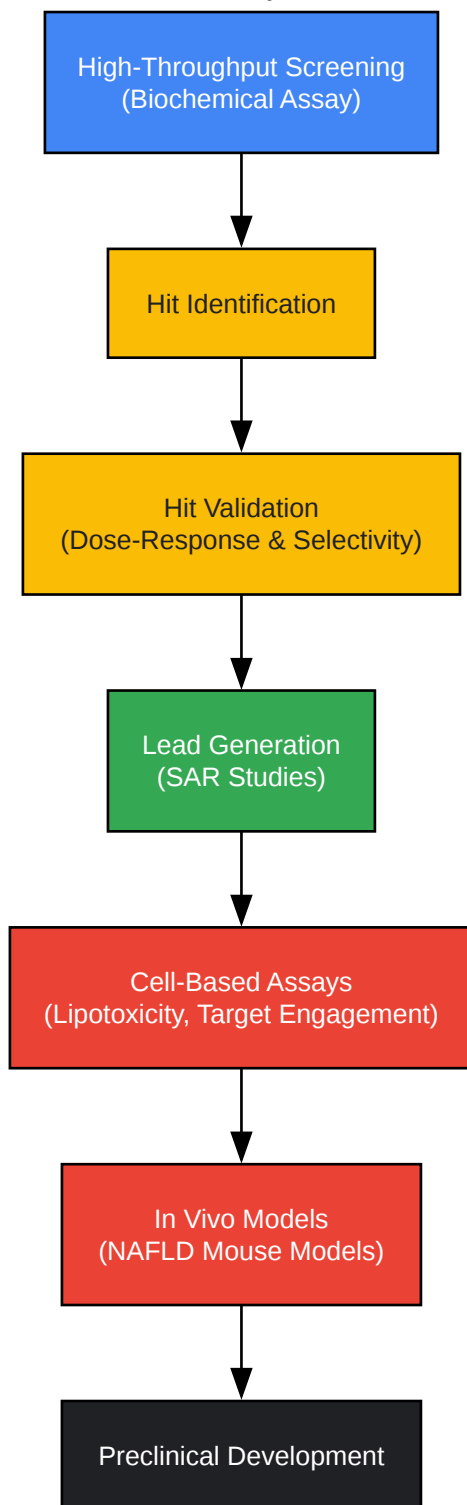 High-Throughput Screening
(Biochemical Assay)
Hit Identification
Hit Validation
(Dose-Response & Selectivity)
Lead Generation
(SAR Studies)
Cell-Based Assays
(Lipotoxicity, Target Engagement)
In Vivo Models
(NAFLD Mouse Models)
Preclinical Development